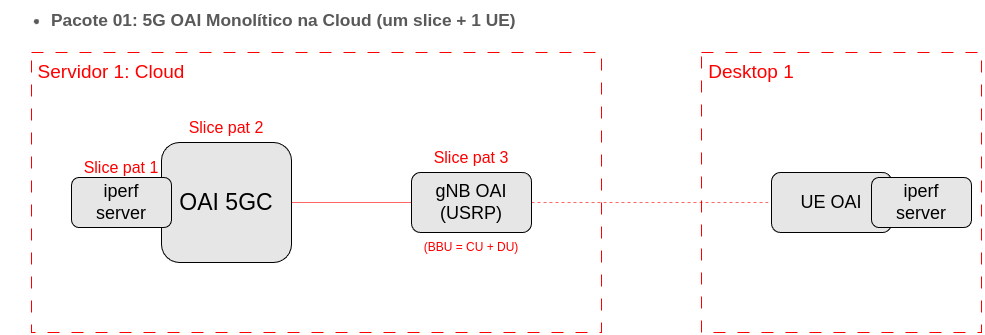 • Pacote 01: 5G OAI Monolítico na Cloud (um slice + 1 UE)
Servidor 1: Cloud
Desktop 1
Slice pat 2
Slice pat 1
Slice pat 3
iperf
server
OAI 5GC
gNB OAI
(USRP)
(BBU = CU + DU)
UE OAI
iperf
server